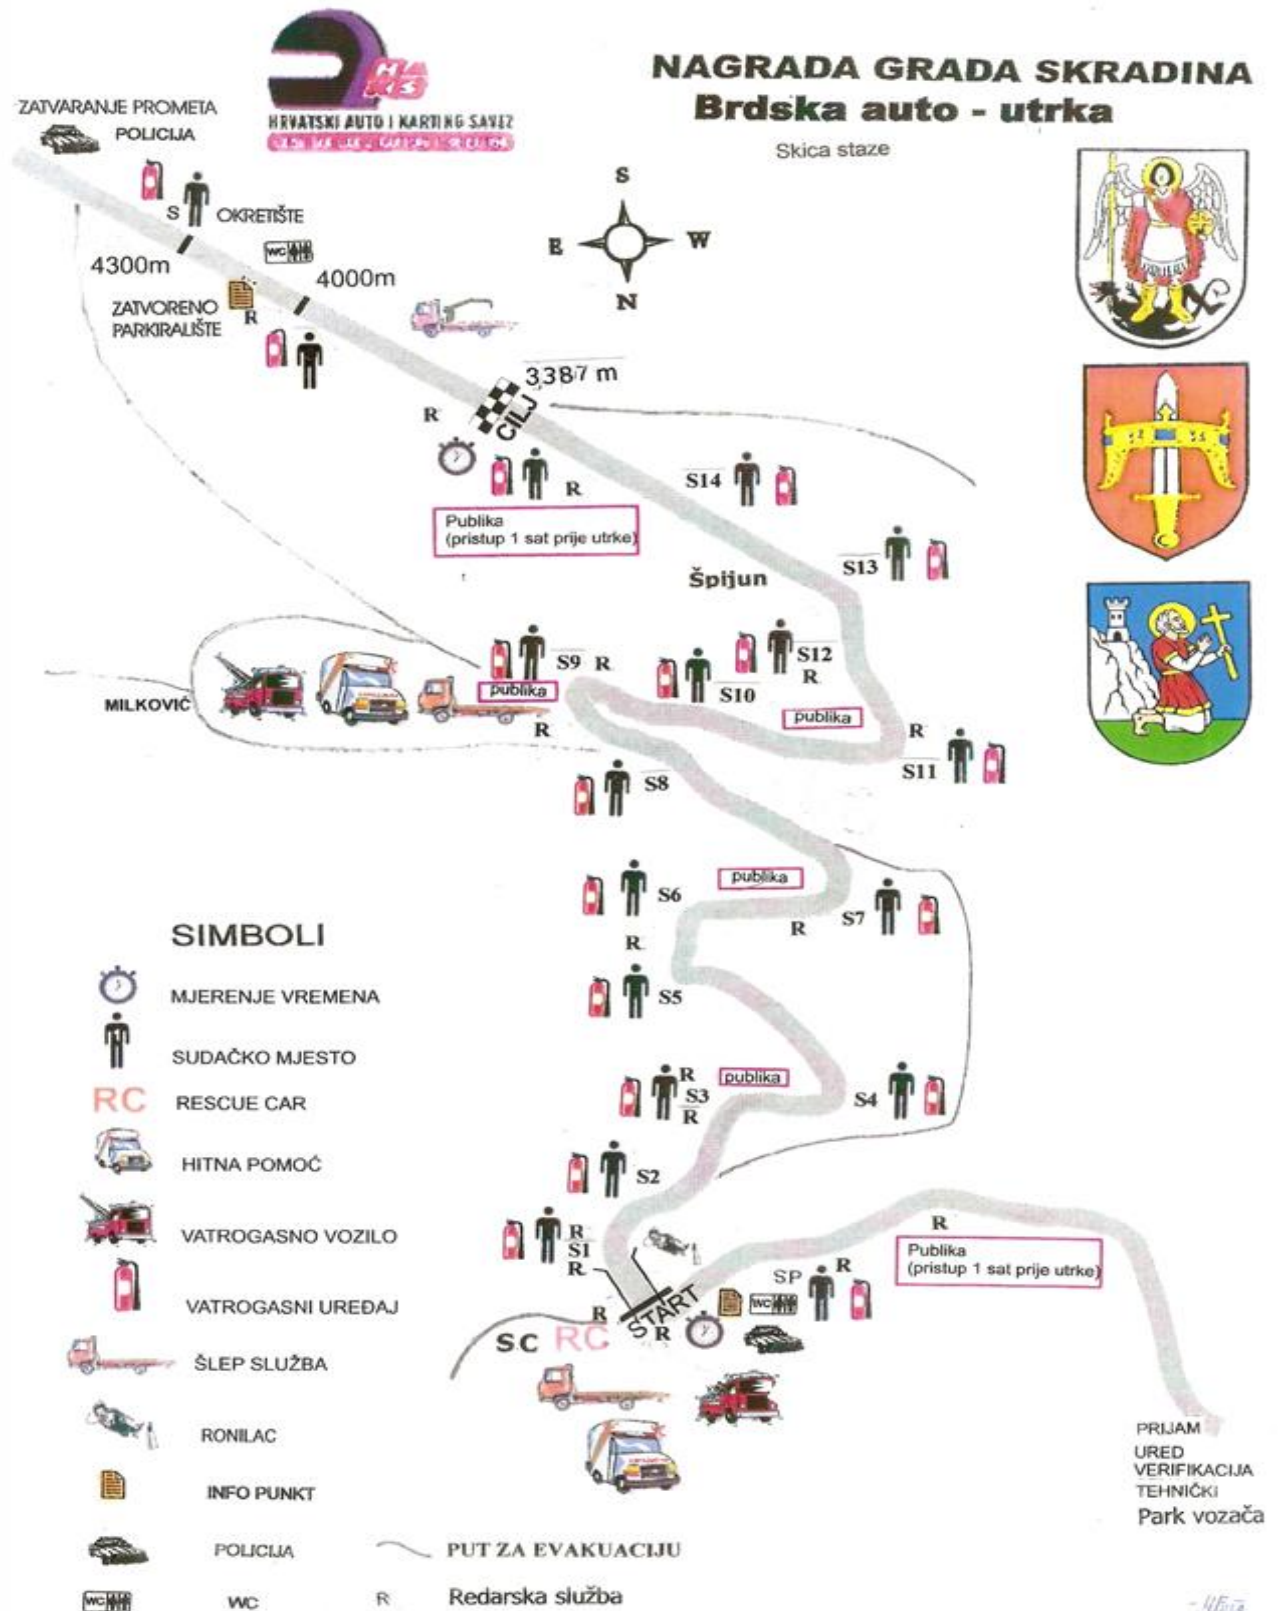 NAGRADA GRADA SKRADINA
Brdska auto - utrka
Skica staze
HAKS
HRVATSKI AUTO I KARTING SAVEZ
ZATVARANJE PROMETA
POLICIJA
S
OKRETIŠTE
WC
4300m
4000m
ZATVORENO
PARKIRALIŠTE
R
S
E
W
N
3387 m
CILJ
R
R
Publika
(pristup 1 sat prije utrke)
S14
S13
Špijun
S9
R
publika
S12
R
S10
publika
MILKOVIĆ
R
R
S11
S8
publika
S6
S7
R
R
S5
R
S3
R
publika
S4
S2
R
S1
R
R
Publika
(pristup 1 sat prije utrke)
SP
R
WC
START
R
R
SC
RC
PRIJAM
URED
VERIFIKACIJA
TEHNIČKI
Park vozača
SIMBOLI
MJERENJE VREMENA
SUDAČKO MJESTO
RC
RESCUE CAR
HITNA POMOĆ
VATROGASNO VOZILO
VATROGASNI UREĐAJ
ŠLEP SLUŽBA
RONILAC
INFO PUNKT
POLICIJA
PUT ZA EVAKUACIJU
WC
WC
R
Redarska služba